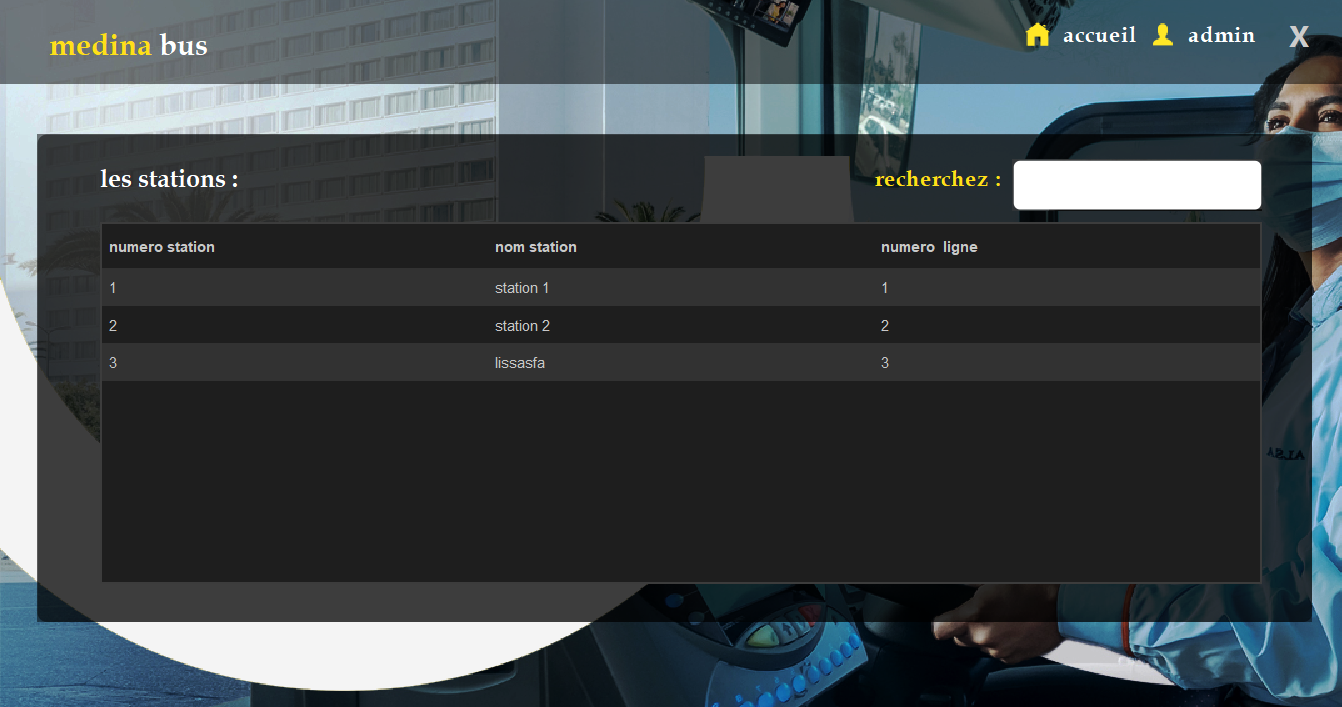 medina bus
accueil admin X
les stations :
recherchez :
numero station nom station numero ligne
1 station 1 1
2 station 2 2
3 lissasfa 3